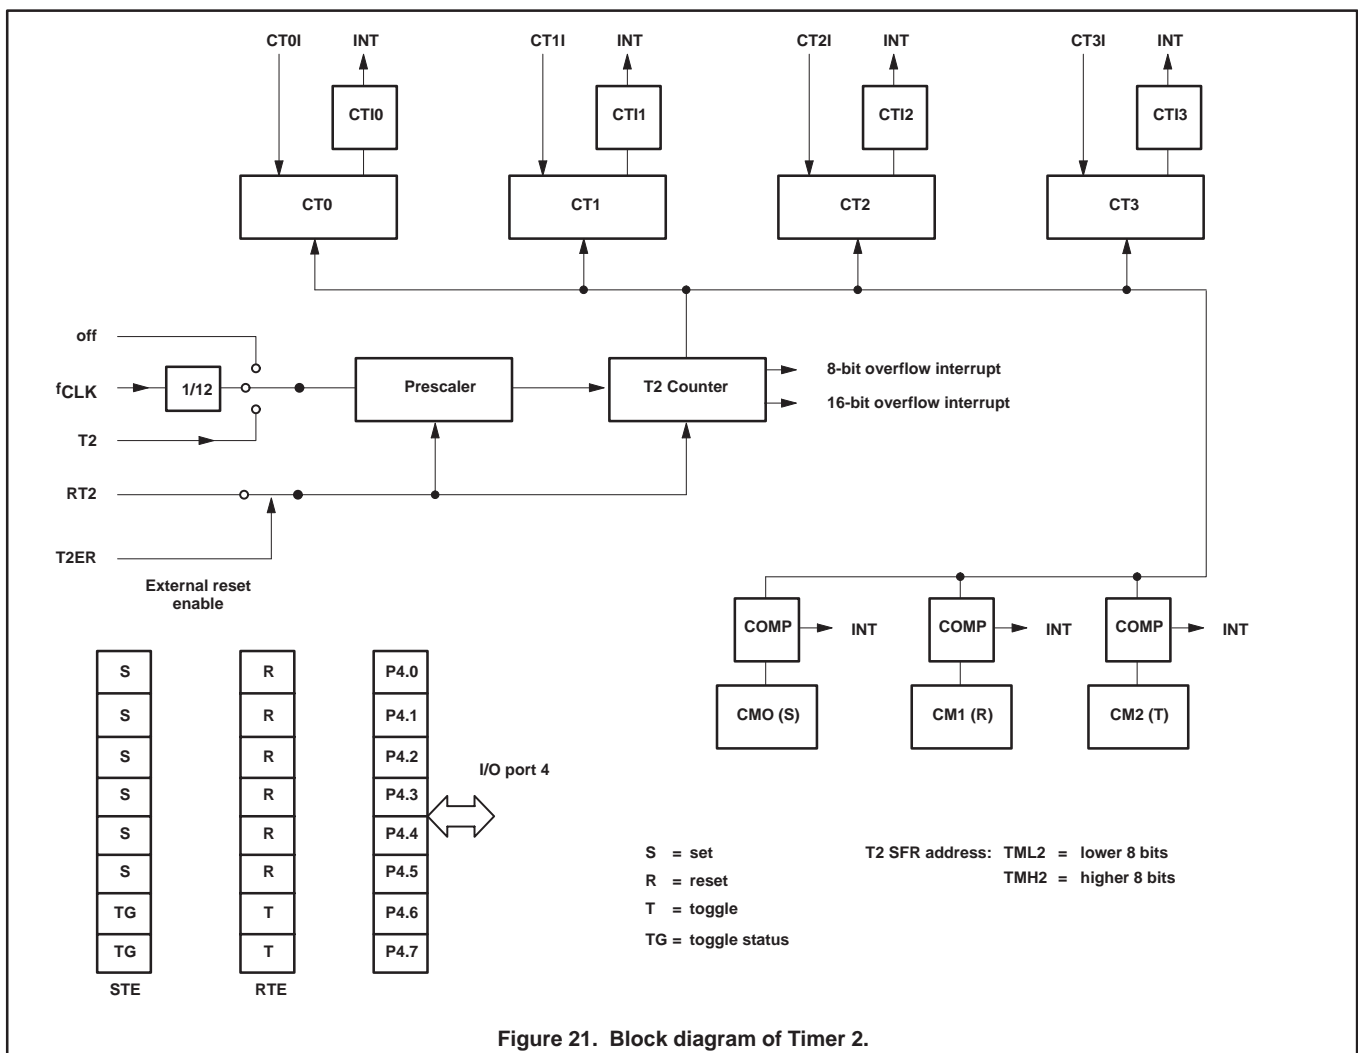 CT0I INT CT1I INT CT2I INT CT3I INT
CTI0 CTI1 CTI2 CTI3
CT0 CT1 CT2 CT3
off
8-bit overflow interrupt
fCLK 1/12 Prescaler T2 Counter
16-bit overflow interrupt
T2
RT2
T2ER
External reset
enable
COMP INT COMP INT COMP INT
S R P4.0
CMO (S) CM1 (R) CM2 (T)
S R P4.1
S R P4.2
I/O port 4
S R P4.3
S R P4.4
S = set T2 SFR address: TML2 = lower 8 bits
S R P4.5
R = reset TMH2 = higher 8 bits
TG T P4.6
T = toggle
TG = toggle status
TG T P4.7
STE RTE
Figure 21. Block diagram of Timer 2.